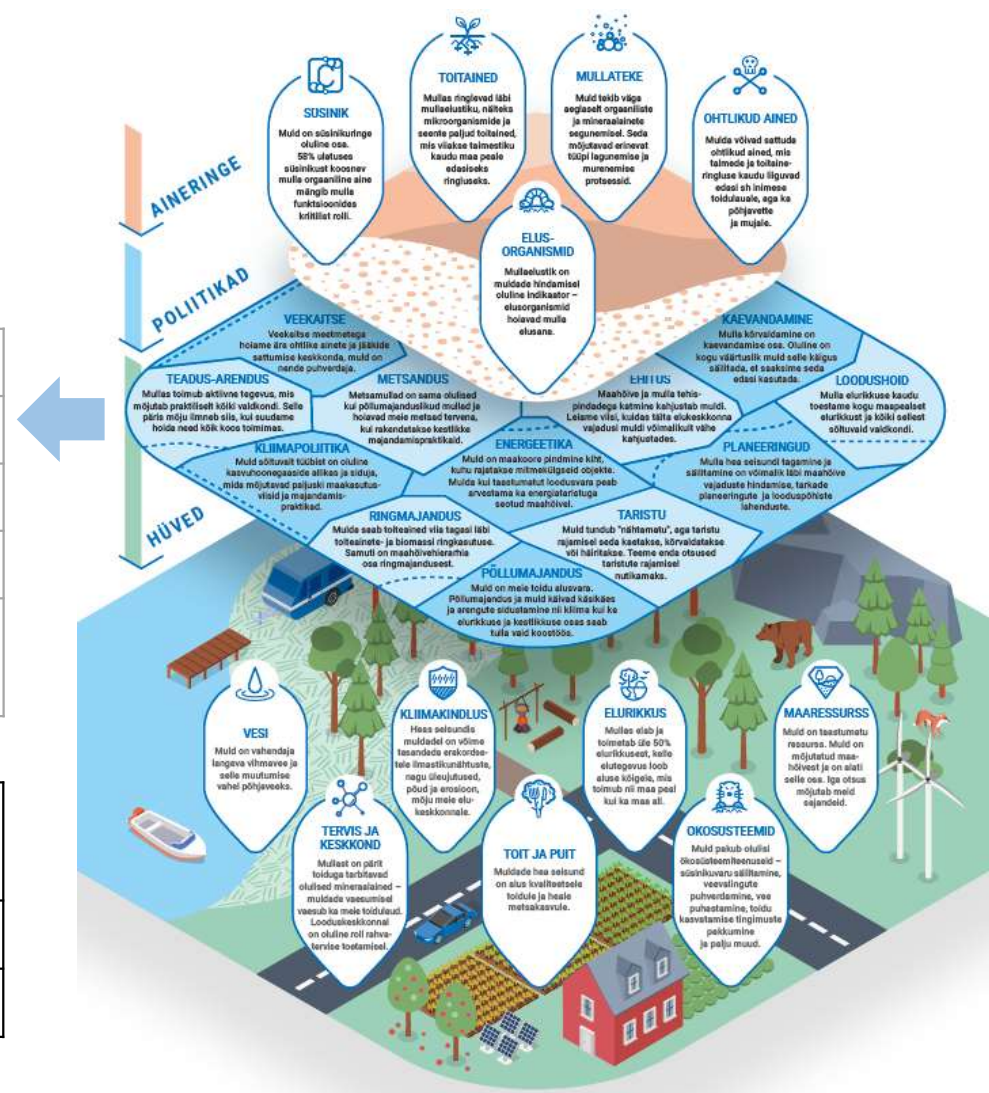 AINERINGE
POLIITIKAD
HÜVED
SÜSINIK
Muld on süsinikuringe
oluline osa.
58% ulatuses
süsinikust koosnev
mulla orgaaniline aine
mängib mulla
funktsioonides
kriitilist rolli.
TOITAINED
Mullas ringlevad läbi
mullaelustiku, näiteks
mikroorganismide ja
seente paljud toitained,
mis viiakse taimestiku
kaudu maa peale
edasiseks
ringluseks.
MULLATEKE
Muld tekib väga
aeglaselt orgaaniliste
ja mineraalainete
segunemisel. Seda
mõjutavad erinevat
tüüpi lagunemise ja
murenemise
protsessid.
OHTLIKUD AINED
Mulda võivad sattuda
ohtlikud ained, mis
taimede ja toitaine-
ringluse kaudu liiguvad
edasi sh inimese
toidulauale, aga ka
põhjavette
ja mujale.
ELUS-
ORGANISMID
Mullaelustik on
muldade hindamisel
oluline indikaator –
elusorganismid
hoiavad mulla
elusana.
VEEKAITSE
Veekaitse meetmetega
hoiame ära ohtlike ainete ja jääkide
sattumise keskkonda, muld on
nende puhverdaja.
KAEVANDAMINE
Mulla kõrvaldamine on
kaevandamise osa. Oluline on
kogu väärtuslik muld selle käigus
säilitada, et saaksime seda
edasi kasutada.
TEADUS-ARENDUS
Mullas toimub aktiivne tegevus, mis
mõjutab praktiliselt kõiki valdkondi. Selle
päris mõju ilmneb siis, kui suudame
hoida need kõik koos toimimas.
METSANDUS
Metsamullad on sama olulised
kui põllumajanduslikud mullad ja
hoiavad meie metsad tervena,
kui rakendatakse kestlikke
majandamispraktikaid.
EHITUS
Maahõive ja mulla tehis-
pindadega katmine kahjustab muldi.
Leiame viisi, kuidas täita elukeskkonna
vajadusi muldi võimalikult vähe
kahjustades.
LOODUSHOID
Mulla elurikkuse kaudu
toestame kogu maapealset
elurikkust ja kõiki sellest
sõltuvaid valdkondi.
KLIIMAPOLIITIKA
Muld sõltuvalt tüübist on oluline
kasvuhoonegaaside allikas ja siduja,
mida mõjutavad paljuski maakasutus-
viisid ja majandamis-
praktikad.
ENERGEETIKA
Muld on maakoore pindmine kiht,
kuhu rajatakse mitmekülgseid objekte.
Mulda kui taastumatut loodusvara peab
arvestama ka energiataristuga
seotud maahõivel.
PLANEERINGUD
Mulla hea seisundi tagamine ja
säilitamine on võimalik läbi maahõive
vajaduste hindamise, tarkade
planeeringute ja looduspõhiste
lahenduste.
RINGMAJANDUS
Mulda saab toiteained viia tagasi läbi
toiteainete- ja biomassi ringkasutuse.
Samuti on maahõivehierarhia
osa ringmajandusest.
TARISTU
Muld tundub "nähtamatu", aga taristu
rajamisel seda kaetakse, kõrvaldatakse
või häiritakse. Teeme enda otsused
taristute rajamisel
nutikamaks.
PÕLLUMAJANDUS
Muld on meie toidu alusvara.
Põllumajandus ja muld käivad käsikäes
ja arengute sidustamine nii kliima kui ka
elurikkuse ja kestlikkuse osas saab
tulla vaid koostöös.
VESI
Muld on vahendaja
langeva vihmavee ja
selle muutumise
vahel põhjaveeks.
KLIIMAKINDLUS
Heas seisundis
muldadel on võime
tasandada erakordsete
ilmastikunähtuste,
nagu üleujutused,
põud ja erosioon,
mõju meie elu-
keskkonnale.
ELURIKKUS
Mullas elab ja
toimetab üle 50%
elurikkusest, kelle
elutegevus loob
aluse kõigele, mis
toimub nii maa peal
kui ka maa all.
MAARESSURSS
Muld on taastumatu
ressurss. Muld on
mõjutatud maa-
hõivest ja on alati
selle osa. Iga otsus
mõjutab meid
sajandeid.
TERVIS JA
KESKKOND
Mullast on pärit
toiduga tarbitavad
olulised mineraalained –
muldade vaesumisel
vaesub ka meie toidulaud.
Looduskeskkonnal
on oluline roll rahva-
tervise toetamisel.
TOIT JA PUIT
Muldade hea seisund
on alus kvaliteetsele
toidule ja heale
metsakasvule.
ÖKOSÜSTEEMID
Muld pakub olulisi
ökosüsteemiteenuseid –
süsinikuvaru säilitamine,
veevoolingute
puhverdamine, vee
puhastamine, toidu
kasvatamise tingimuste
pakkumine
ja palju muud.